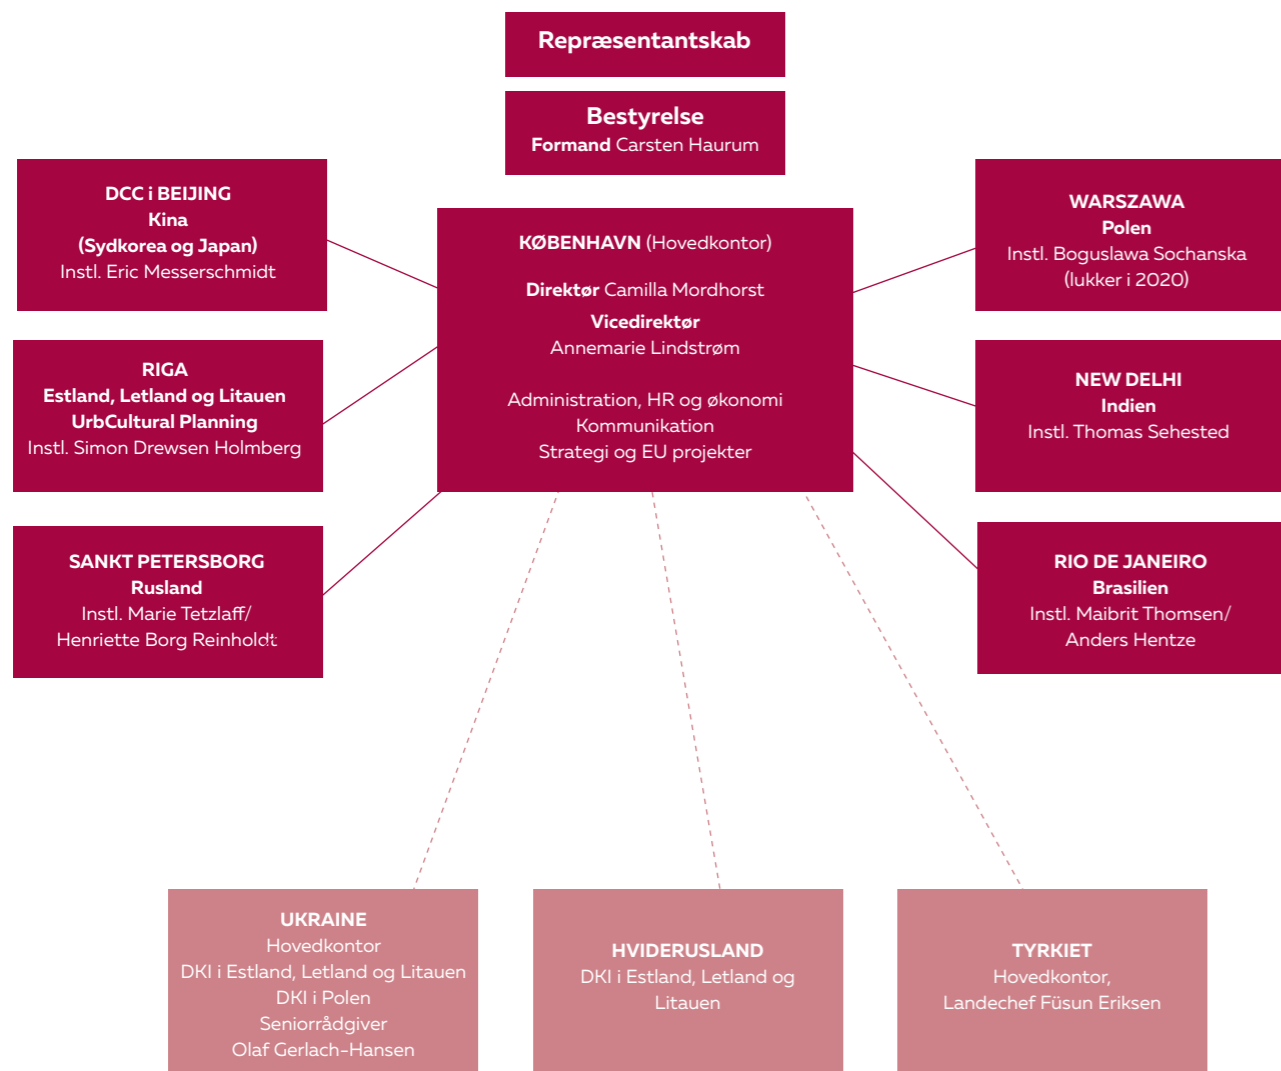 Repræsentantskab
Bestyrelse
Formand Carsten Haurum
DCC i BEIJING
Kina
(Sydkorea og Japan)
Instl. Eric Messerschmidt
RIGA
Estland, Letland og Litauen
UrbCultural Planning
Instl. Simon Drewsen Holmberg
SANKT PETERSBORG
Rusland
Instl. Marie Tetzlaff/
Henriette Borg Reinholdt
KØBENHAVN (Hovedkontor)
Direktør Camilla Mordhorst
Vicedirektør
Annemarie Lindstrøm
Administration, HR og økonomi
Kommunikation
Strategi og EU projekter
WARSZAWA
Polen
Instl. Boguslawa Sochanska
(lukker i 2020)
NEW DELHI
Indien
Instl. Thomas Sehested
RIO DE JANEIRO
Brasilien
Instl. Maibrit Thomsen/
Anders Hentze
UKRAINE
Hovedkontor
DKI i Estland, Letland og Litauen
DKI i Polen
Seniorrådgiver
Olaf Gerlach-Hansen
HVIDERUSLAND
DKI i Estland, Letland og
Litauen
TYRKIET
Hovedkontor,
Landechef Füsun Eriksen